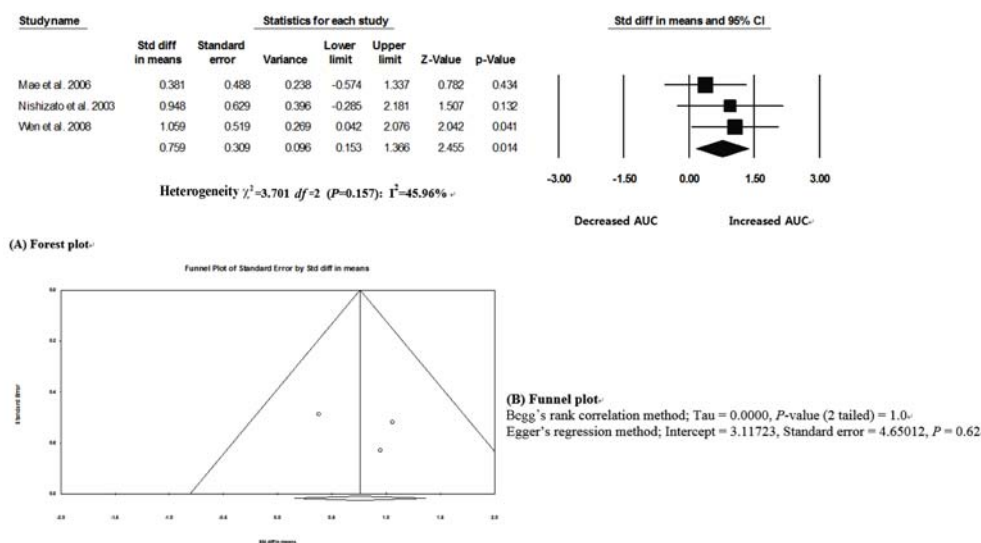 Study name Statistics for each study Std diff in means and 95% CI
Std diff in means Standard error Variance Lower limit Upper limit Z-Value p-Value
Mae et al. 2006 0.381 0.488 0.238 -0.574 1.337 0.782 0.434
Nishizato et al. 2003 0.948 0.629 0.396 -0.285 2.181 1.507 0.132
Wen et al. 2008 1.059 0.519 0.269 0.042 2.076 2.042 0.041
0.759 0.309 0.096 0.153 1.366 2.455 0.014
-3.00 -1.50 0.00 1.50 3.00
Heterogeneity χ²=3.701 df=2 (P=0.157): I²=45.96%
Decreased AUC Increased AUC
(A) Forest plot
Funnel Plot of Standard Error by Std diff in means
Standard Error
(B) Funnel plot
Begg's rank correlation method; Tau = 0.0000, P-value (2 tailed) = 1.0
Egger's regression method; Intercept = 3.11723, Standard error = 4.65012, P = 0.62
Std diff in means